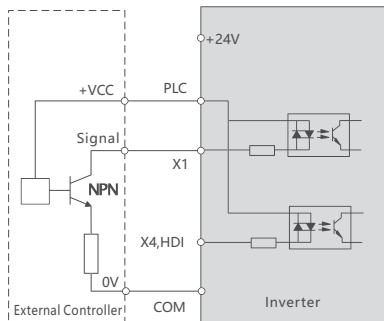 +24V
+VCC
PLC
Signal
X1
NPN
X4,HDI
0V
COM
External Controller
Inverter